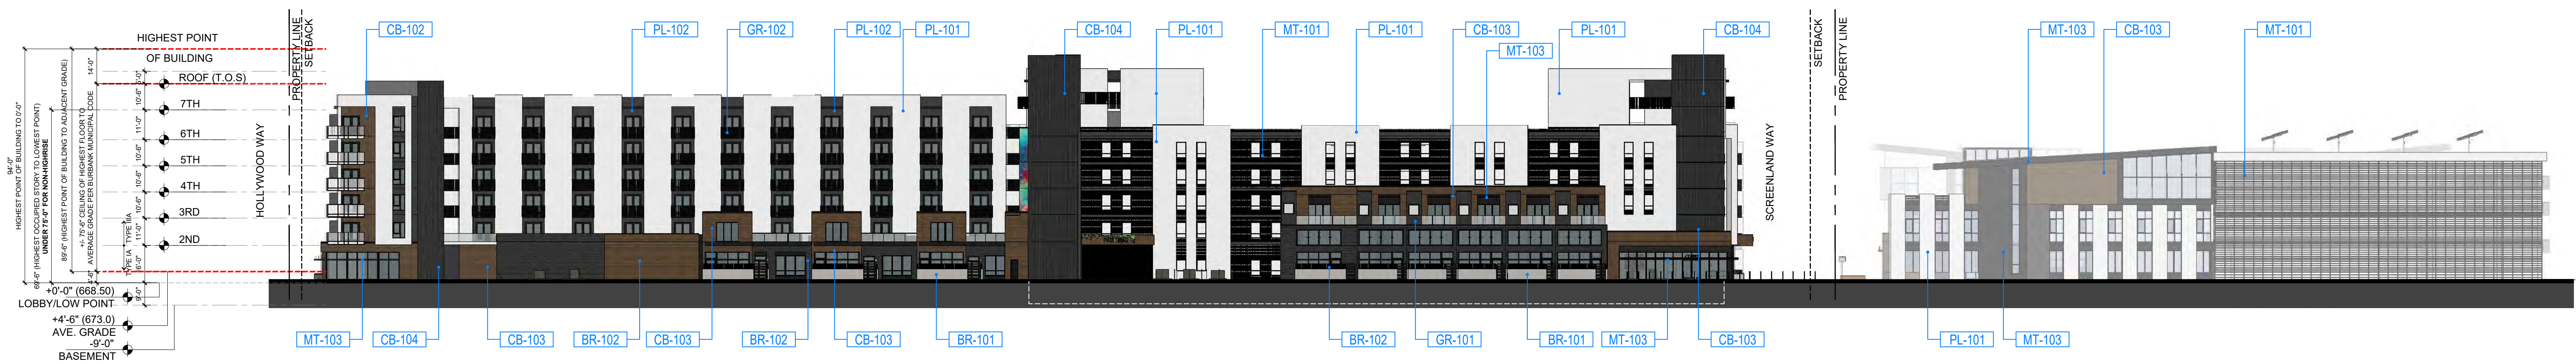 HIGHEST POINT
OF BUILDING
ROOF (T.O.S)
7TH
6TH
5TH
4TH
3RD
2ND
94'-0"
HIGHEST POINT OF BUILDING TO 0'-0"
69'-6" (HIGHEST OCCUPIED STORY TO LOWEST POINT)
UNDER 75'-0" FOR NON-HIGHRISE
89'-6" (HIGHEST POINT OF BUILDING TO ADJACENT GRADE)
+/- 75'-6" CEILING OF HIGHEST FLOOR TO
AVERAGE GRADE PER BURBANK MUNICIPAL CODE
14'-0"
5'-0"
10'-6"
11'-0"
10'-6"
10'-6"
10'-6"
11'-0"
6'-0"
4'-6"
9'-0"
TYPE IIIA
TYPE IA
+0'-0" (668.50)
LOBBY/LOW POINT
+4'-6" (673.0)
AVE. GRADE
-9'-0"
BASEMENT
HOLLYWOOD WAY
PROPERTY LINE
SETBACK
CB-102
PL-102
GR-102
PL-102
PL-101
CB-104
PL-101
MT-101
PL-101
CB-103
MT-103
PL-101
CB-104
SCREENLAND WAY
SETBACK
PROPERTY LINE
MT-103
CB-103
MT-101
MT-103
CB-104
CB-103
BR-102
CB-103
BR-102
CB-103
BR-101
BR-102
GR-101
BR-101
MT-103
CB-103
PL-101
MT-103